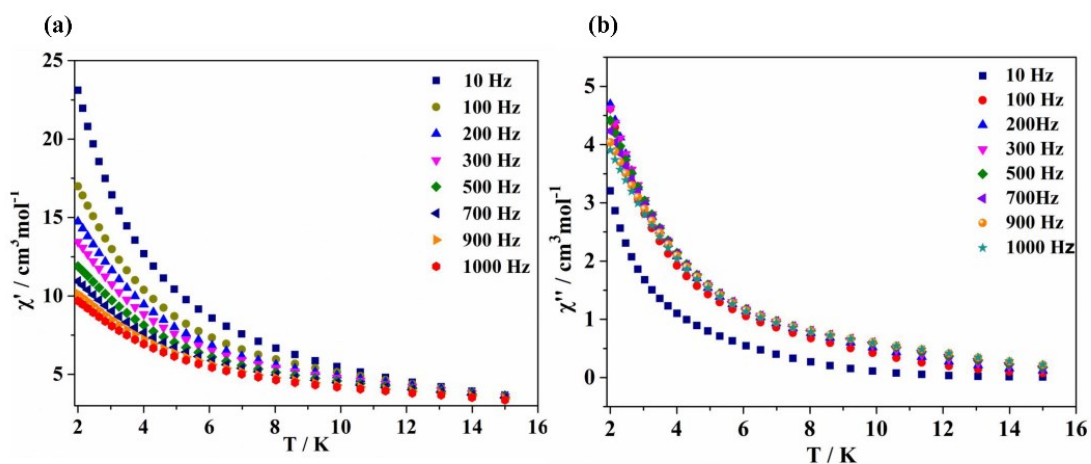 (a)
25
20
15
10
5
2 4 6 8 10 12 14 16
χ' / cm³mol⁻¹
T / K
10 Hz
100 Hz
200 Hz
300 Hz
500 Hz
700 Hz
900 Hz
1000 Hz
(b)
5
4
3
2
1
0
2 4 6 8 10 12 14 16
χ'' / cm³mol⁻¹
T / K
10 Hz
100 Hz
200Hz
300 Hz
500 Hz
700Hz
900 Hz
1000 Hz